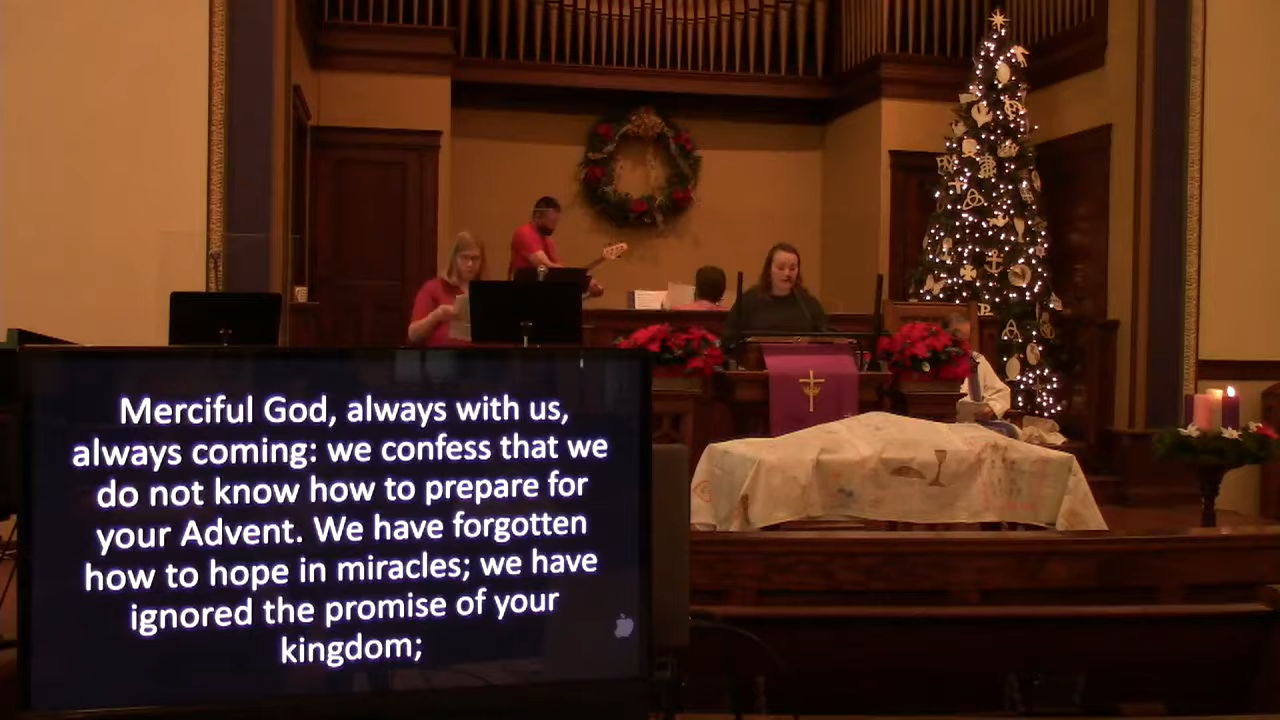 Merciful God, always with us,
always coming: we confess that we
do not know how to prepare for
your Advent. We have forgotten
how to hope in miracles; we have
ignored the promise of your
kingdom;